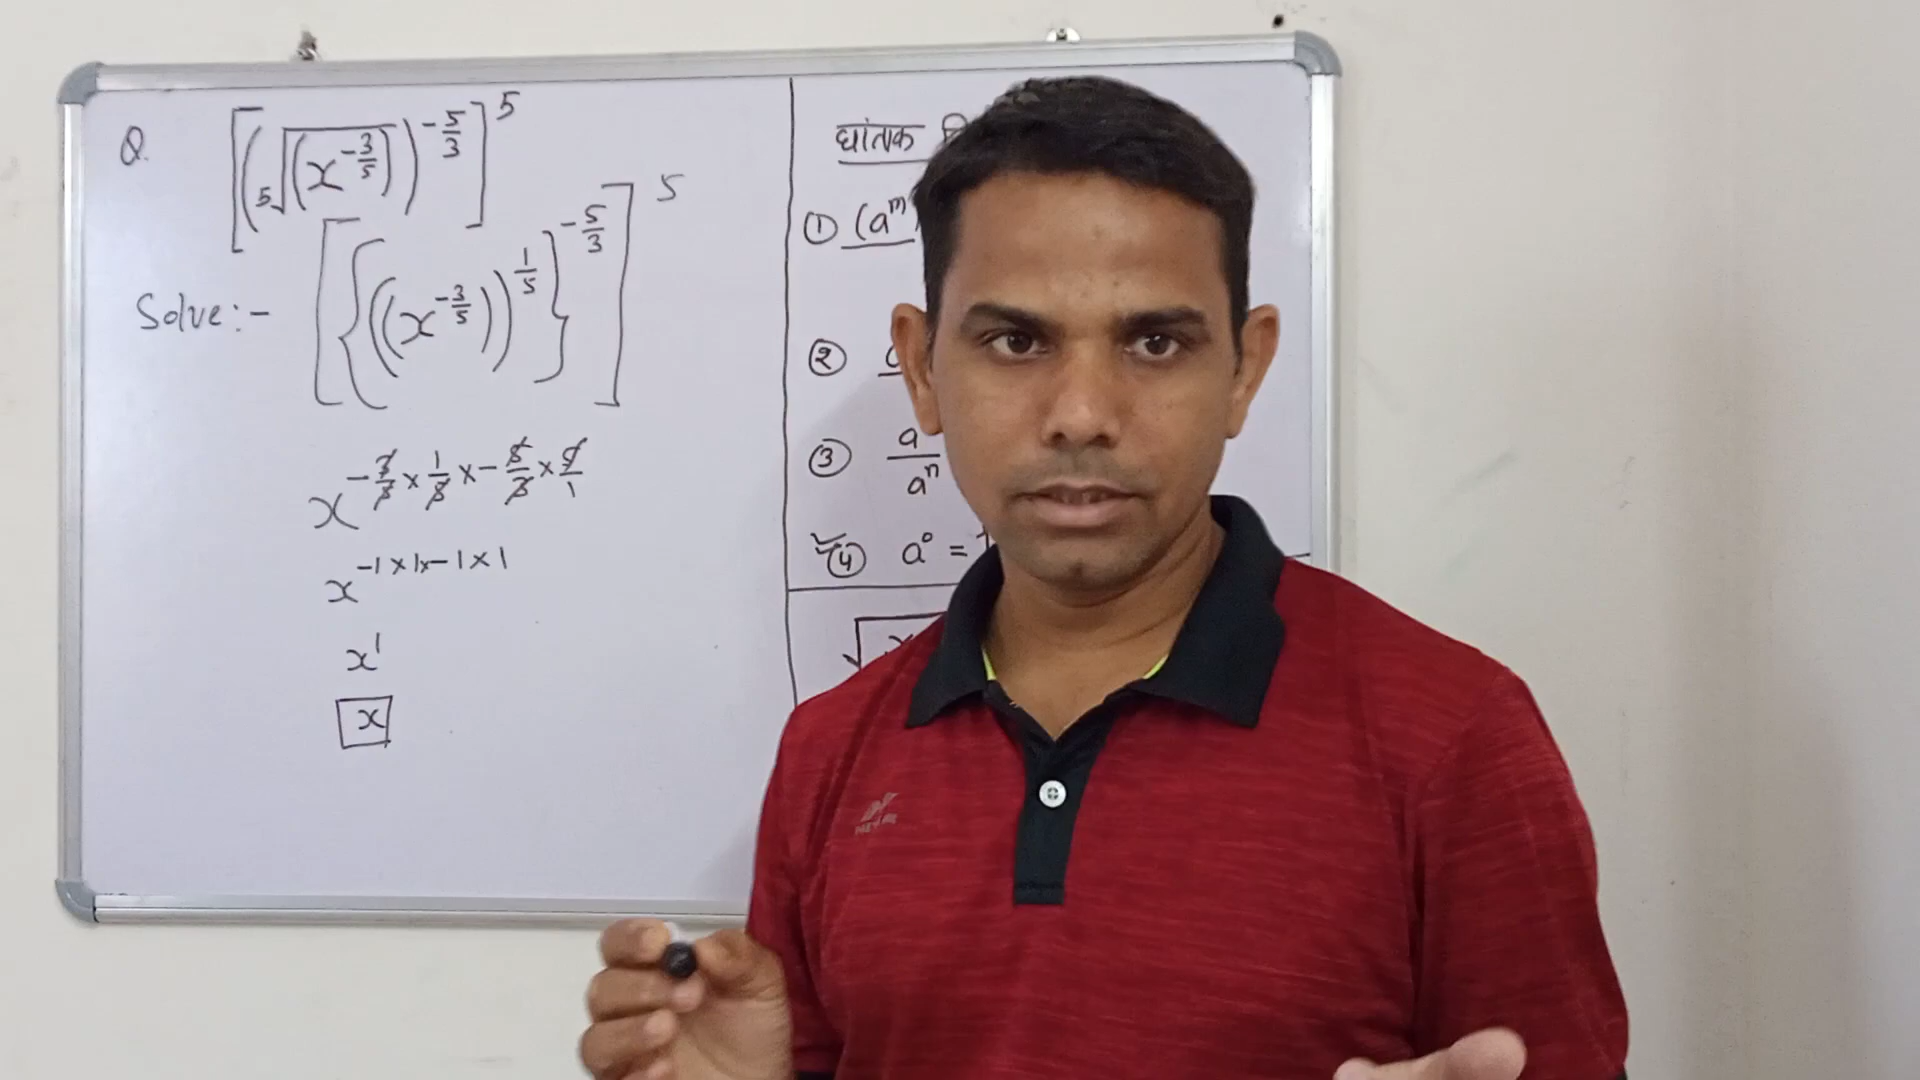 Q. [(⁵√(x^(-3/5)))^(-5/3)]^5
Solve:- [{((x^(-3/5)))^(1/5)}^(-5/3)]^5
x^(-3/5 × 1/5 × -5/3 × 5/1)
x^(-1 × 1 × -1 × 1)
x^1
x
घांताक
① (a^m
②
③ a / a^n
④ a^0 =